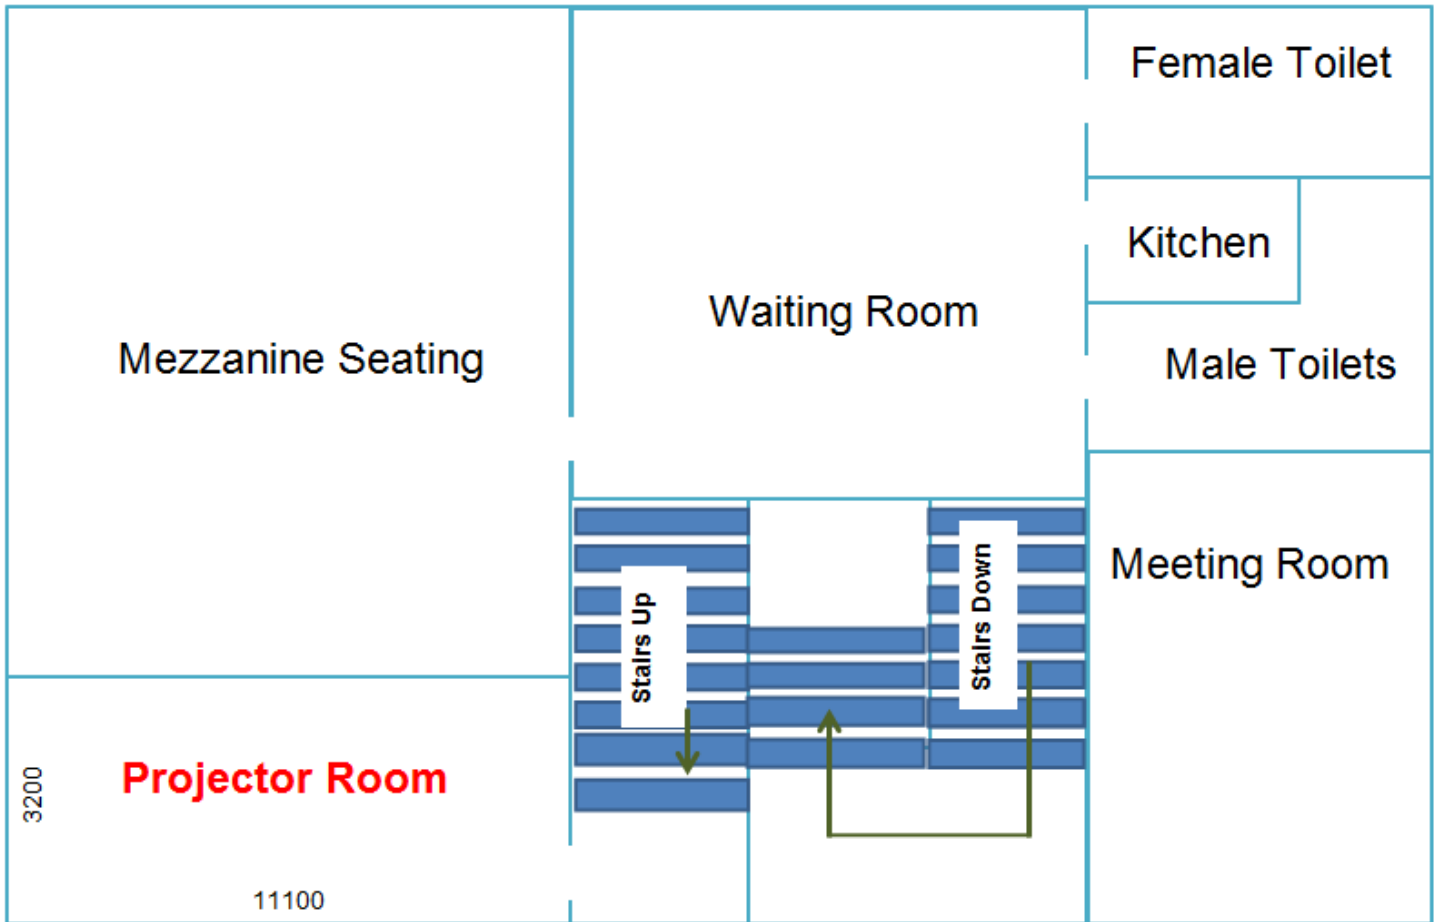 Female Toilet
Kitchen
Waiting Room
Mezzanine Seating
Male Toilets
Meeting Room
Stairs Up
Stairs Down
Projector Room
3200
11100